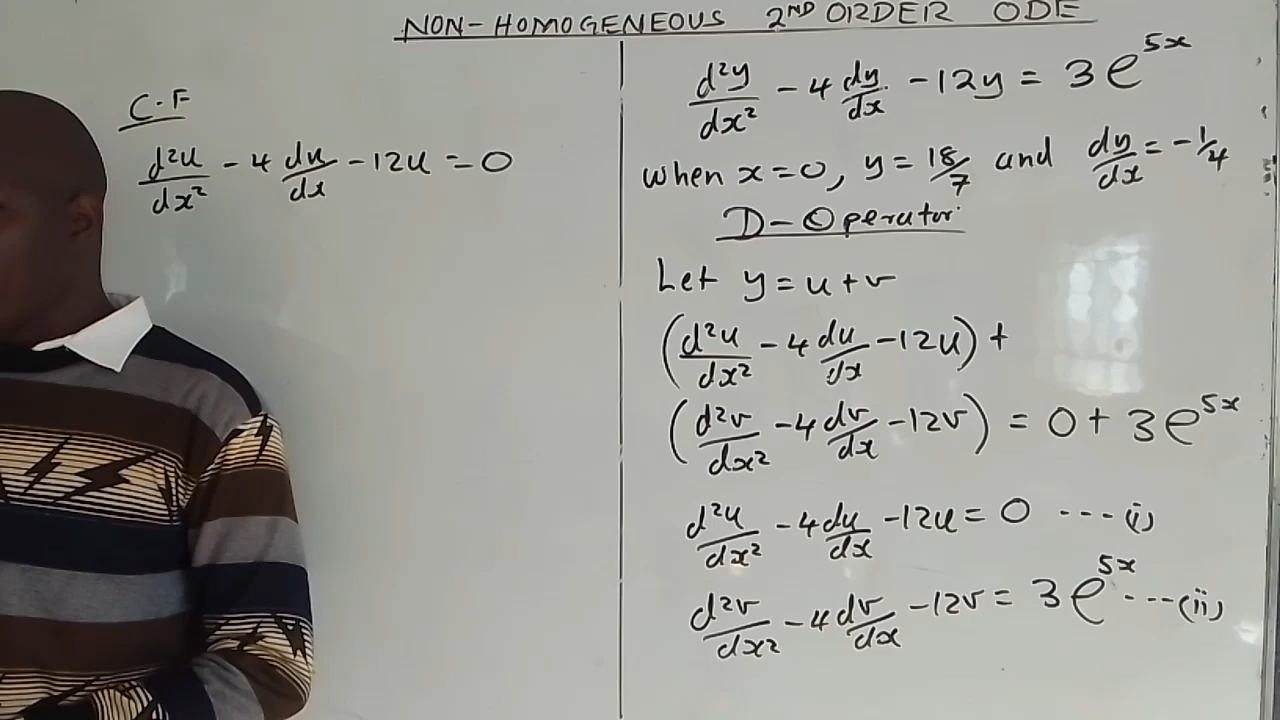 NON-HOMOGENEOUS 2ND ORDER ODE
C.F
d²u/dx² - 4 du/dx - 12u = 0
d²y/dx² - 4 dy/dx - 12y = 3e^5x
when x=0, y = 18/7 and dy/dx = -1/4
D-Operator
Let y = u + v
(d²u/dx² - 4 du/dx - 12u) +
(d²v/dx² - 4 dv/dx - 12v) = 0 + 3e^5x
d²u/dx² - 4 du/dx - 12u = 0 ----(i)
d²v/dx² - 4 dv/dx - 12v = 3e^5x ----(ii)